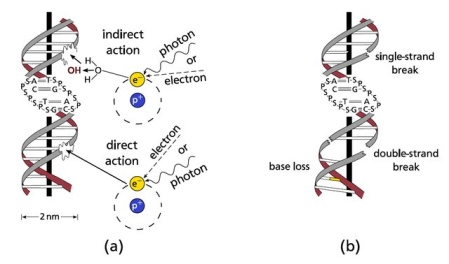 indirect
action
photon
or
electron
H
OH
O
H
e⁻
p⁺
S-A-T-S
P
C-G-S
P
S
P
P
S
T-A
S-G-C-S
P
direct
action
electron
or
photon
e⁻
p⁺
2 nm
(a)
single-strand
break
S-A-T-S
P
C-G-S
P
S
P
P
S
T-A
S-G-C-S
P
double-strand
break
base loss
(b)